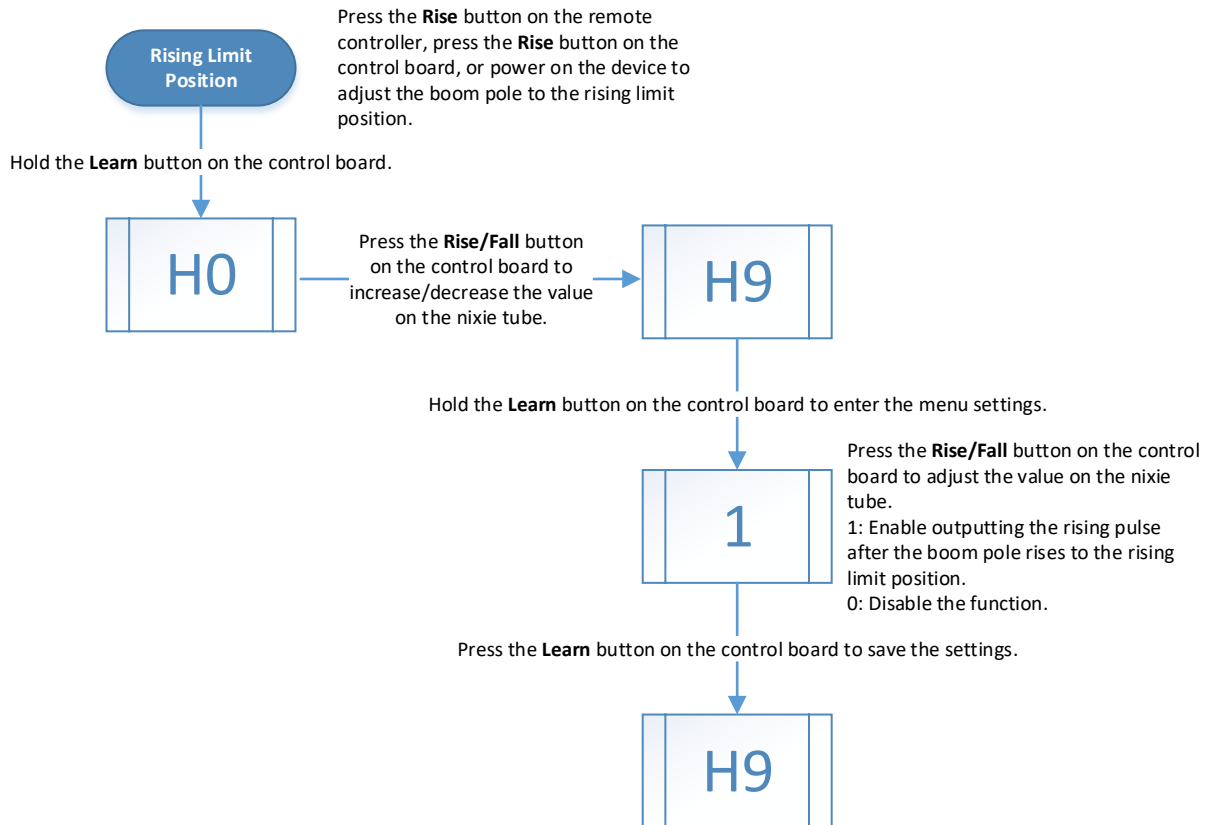 Press the Rise button on the remote
controller, press the Rise button on the
control board, or power on the device to
adjust the boom pole to the rising limit
position.
Rising Limit
Position
Hold the Learn button on the control board.
H0
Press the Rise/Fall button
on the control board to
increase/decrease the value
on the nixie tube.
H9
Hold the Learn button on the control board to enter the menu settings.
1
Press the Rise/Fall button on the control
board to adjust the value on the nixie
tube.
1: Enable outputting the rising pulse
after the boom pole rises to the rising
limit position.
0: Disable the function.
Press the Learn button on the control board to save the settings.
H9